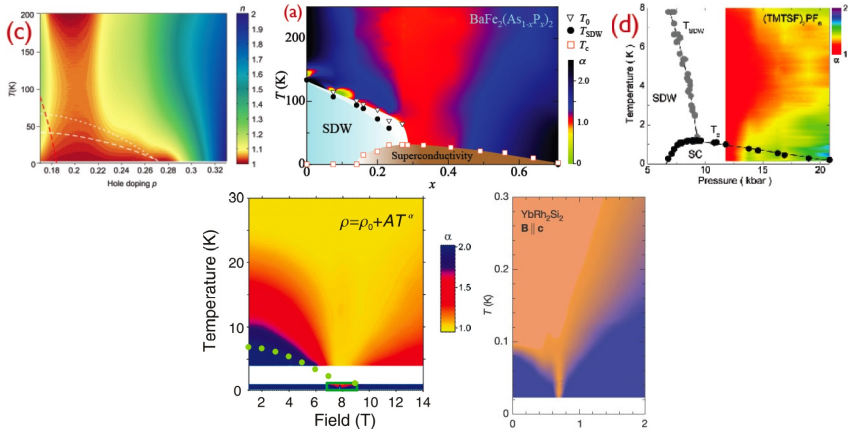 (c)
n
2
1.9
1.8
1.7
1.6
1.5
1.4
1.3
1.2
1.1
1
T(K)
200
150
100
50
0
0.18 0.2 0.22 0.24 0.26 0.28 0.3 0.32
Hole doping p
(a)
BaFe2(As1-xPx)2
T0
TSDW
Tc
α
2.0
1.0
0
T (K)
200
100
0
SDW
Superconductivity
0 0.2 0.4 0.6
x
(d)
(TMTSF)2PF6
2
1
α
Temperature ( K )
8
7
6
5
4
3
2
1
0
TSDW
SDW
SC
5 10 15 20
Pressure ( kbar )
ρ=ρ0+ATα
α
2.0
1.5
1.0
Temperature (K)
30
20
10
0
2 4 6 8 10 12 14
Field (T)
YbRh2Si2
B || c
T (K)
0.3
0.2
0.1
0
0 1 2